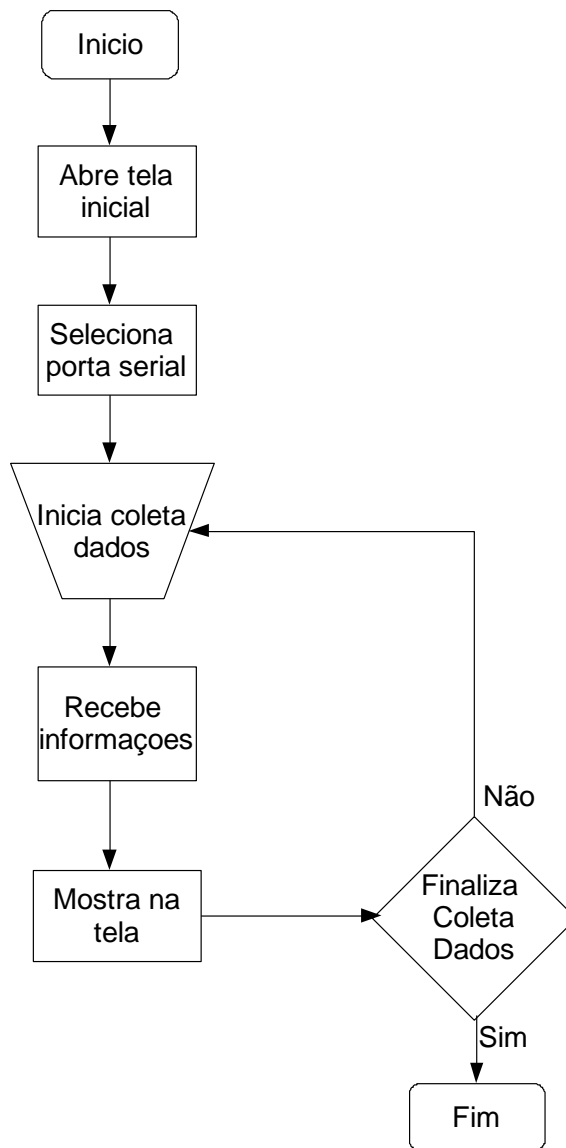 Inicio
Abre tela
inicial
Seleciona
porta serial
Inicia coleta
dados
Recebe
informaçoes
Mostra na
tela
Não
Finaliza
Coleta
Dados
Sim
Fim